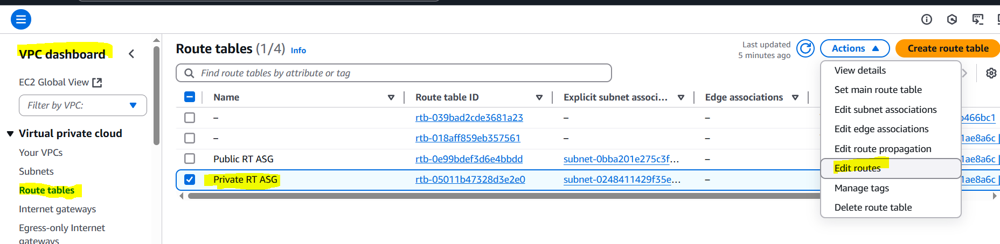 VPC dashboard
EC2 Global View
Filter by VPC:
Virtual private cloud
Your VPCs
Subnets
Route tables
Internet gateways
Egress-only Internet
gateways
Route tables (1/4) Info
Last updated
5 minutes ago
Actions
Create route table
Find route tables by attribute or tag
Name Route table ID Explicit subnet associ... Edge associations
– rtb-039bad2cde3681a23 – – b466bc1
– rtb-018aff859eb357561 – – 1ae8a6c |
Public RT ASG rtb-0e99bdef3d6e4bbdd subnet-0bba201e275c3f... – 1ae8a6c |
Private RT ASG rtb-05011b47328d3e2e0 subnet-0248411429f35e... – 1ae8a6c |
View details
Set main route table
Edit subnet associations
Edit edge associations
Edit route propagation
Edit routes
Manage tags
Delete route table